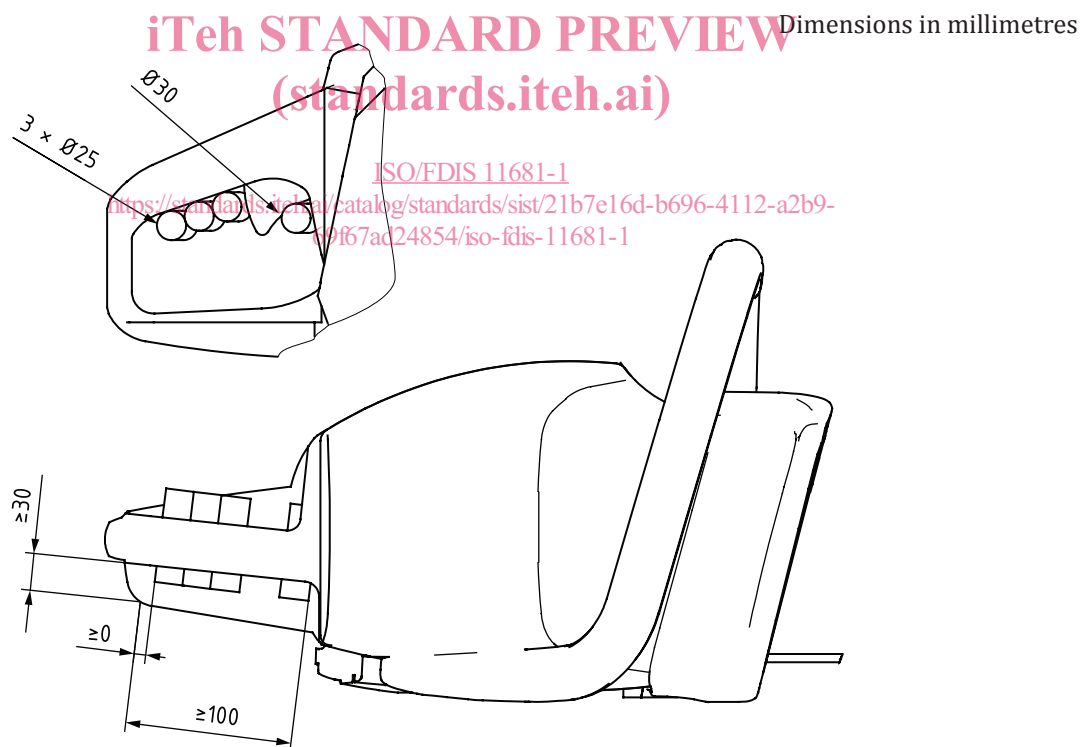 iTeh STANDARD PREVIEW
Dimensions in millimetres
(standards.iteh.ai)
Ø30
3 × Ø25
ISO/FDIS 11681-1
https://standards.iteh.ai/catalog/standards/sist/21b7e16d-b696-4112-a2b9-
69f67ad24854/iso-fdis-11681-1
≥30
≥0
≥100